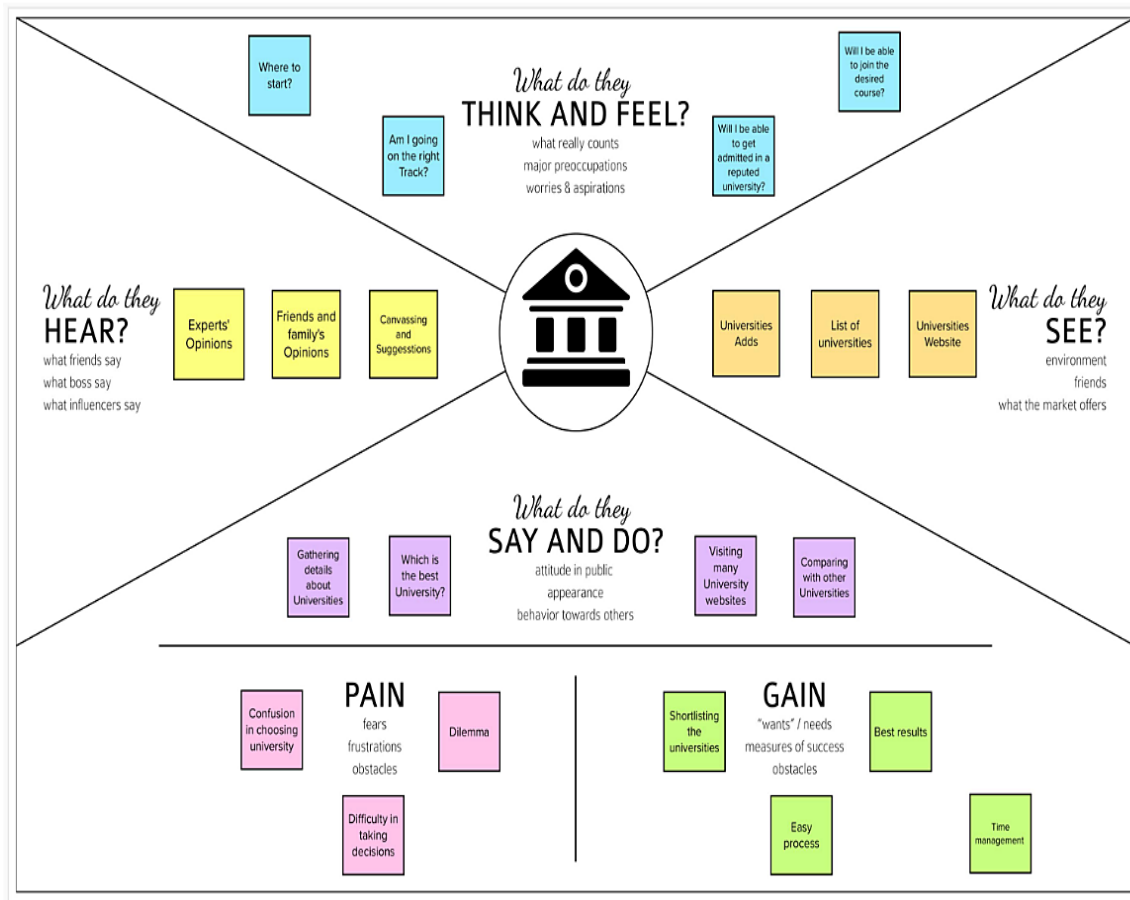 Where to
start?
Am I going
on the right
Track?
What do they
THINK AND FEEL?
what really counts
major preoccupations
worries & aspirations
Will I be able
to get
admitted in a
reputed
university?
Will I be able
to join the
desired
course?
What do they
HEAR?
what friends say
what boss say
what influencers say
Experts'
Opinions
Friends and
family's
Opinions
Canvassing
and
Suggesstions
Universities
Adds
List of
universities
Universities
Website
What do they
SEE?
environment
friends
what the market offers
What do they
SAY AND DO?
attitude in public
appearance
behavior towards others
Gathering
details
about
Universities
Which is
the best
University?
Visiting
many
University
websites
Comparing
with other
Universities
PAIN
fears
frustrations
obstacles
Confusion
in choosing
university
Dilemma
Difficulty in
taking
decisions
GAIN
"wants" / needs
measures of success
obstacles
Shortlisting
the
universities
Best results
Easy
process
Time
management